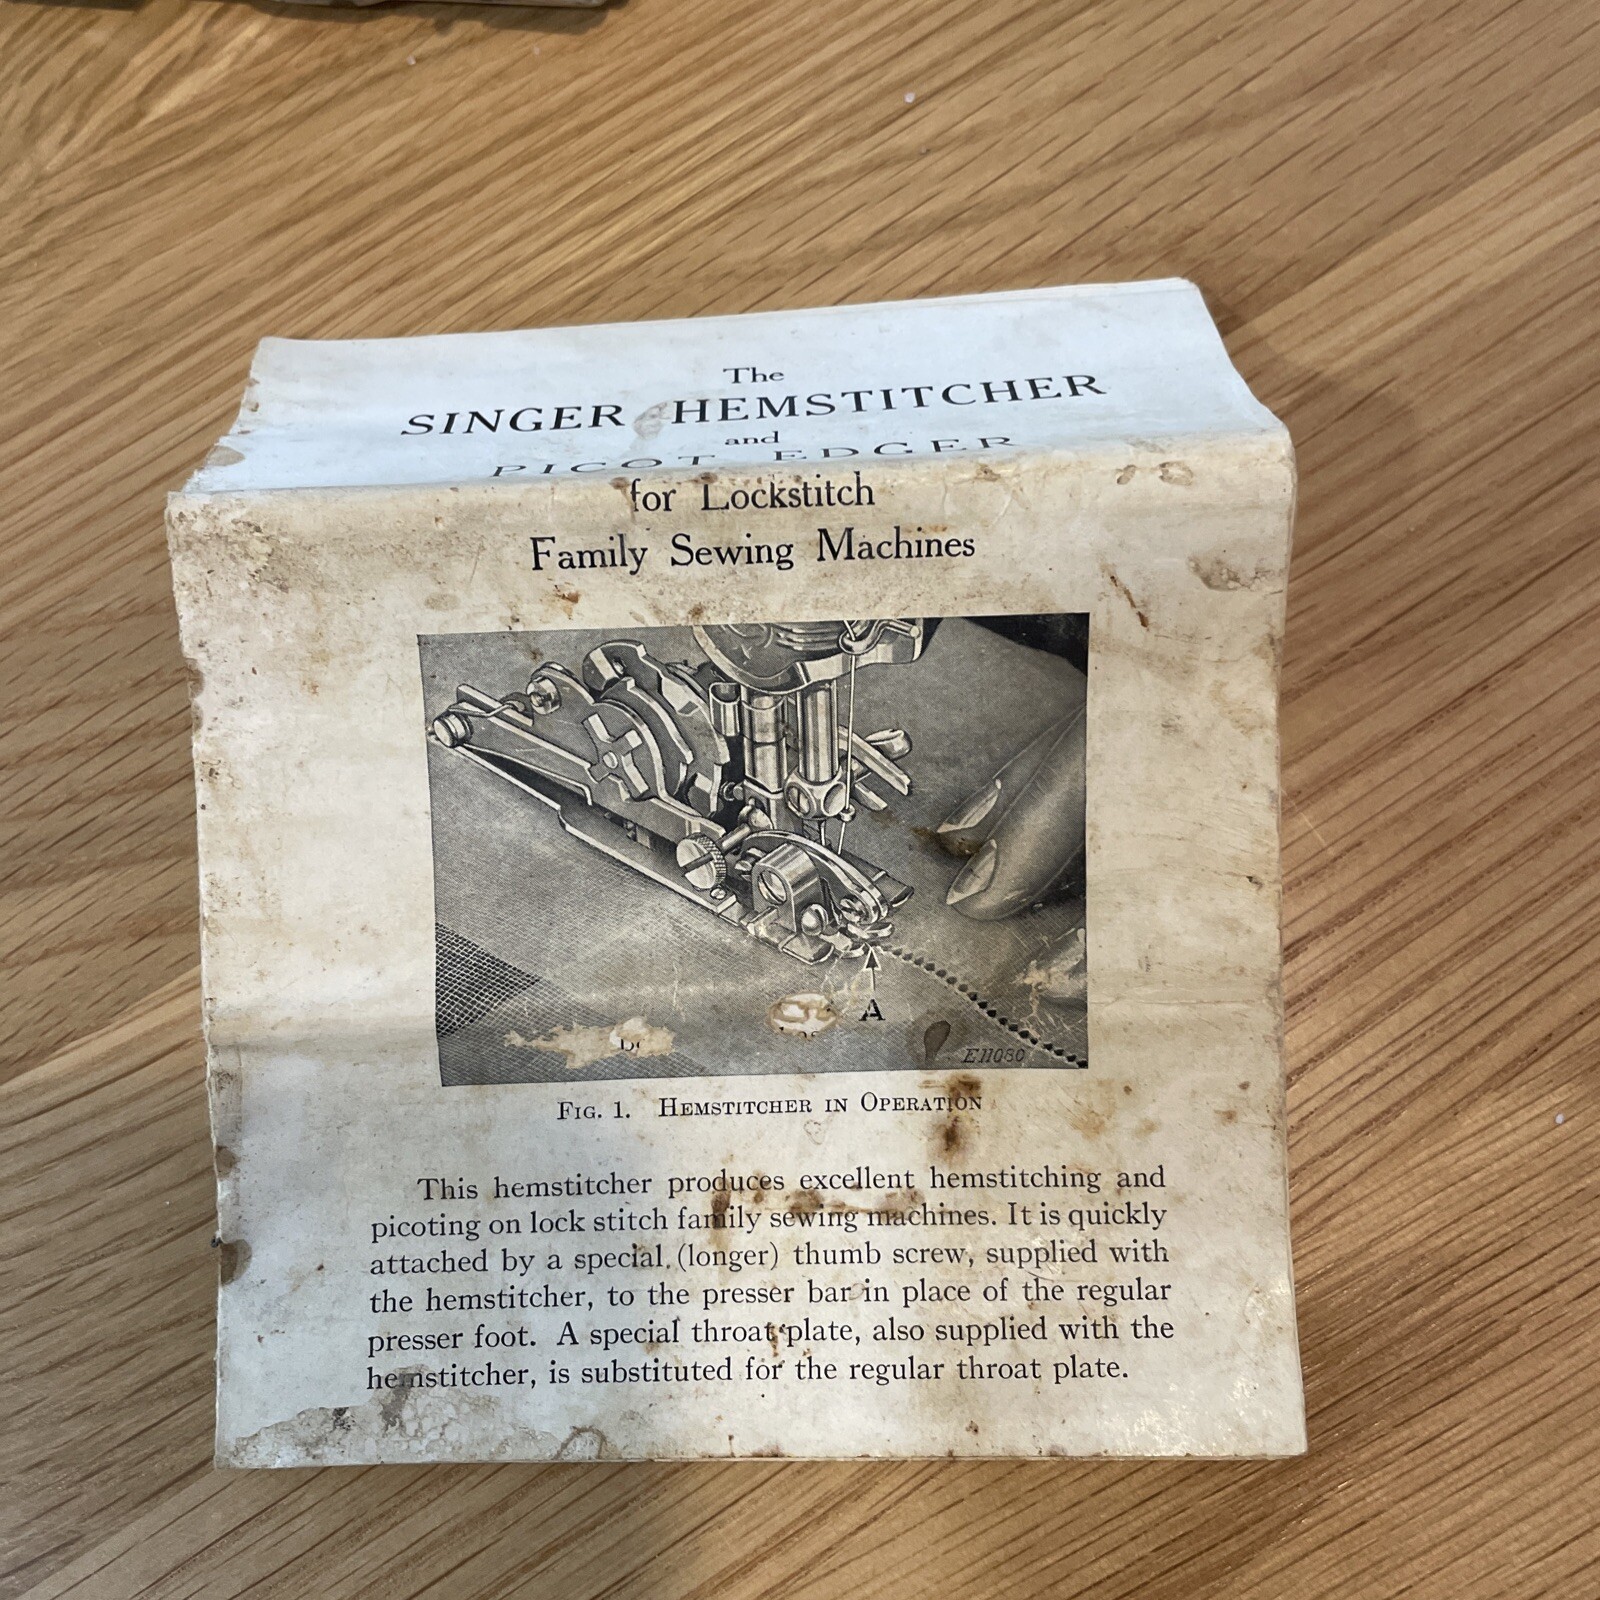 The
SINGER HEMSTITCHER
and
PICOT EDGER
for Lockstitch
Family Sewing Machines
A
E11080
FIG. 1. HEMSTITCHER IN OPERATION
This hemstitcher produces excellent hemstitching and
picoting on lock stitch family sewing machines. It is quickly
attached by a special (longer) thumb screw, supplied with
the hemstitcher, to the presser bar in place of the regular
presser foot. A special throat plate, also supplied with the
hemstitcher, is substituted for the regular throat plate.